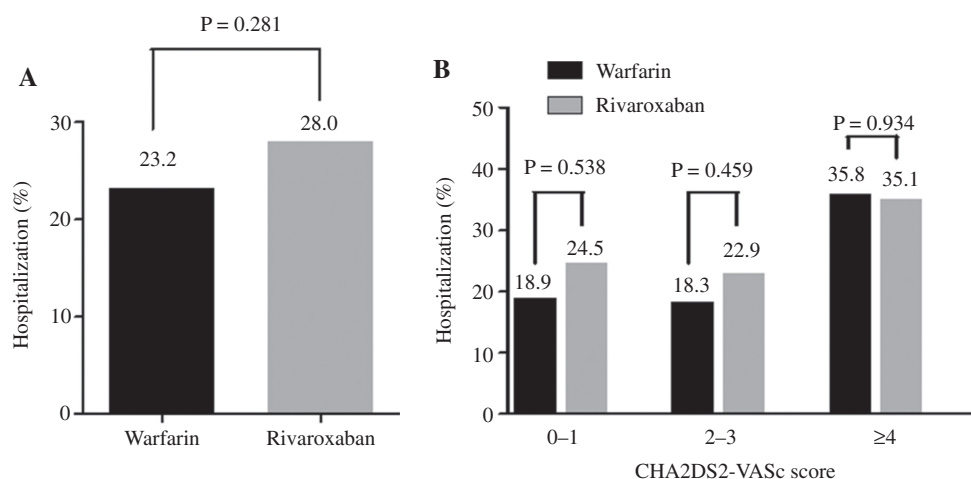 A
P = 0.281
Hospitalization (%)
30
20
10
0
23.2
28.0
Warfarin
Rivaroxaban
B
Warfarin
Rivaroxaban
Hospitalization (%)
50
40
30
20
10
0
P = 0.538
18.9
24.5
P = 0.459
18.3
22.9
P = 0.934
35.8
35.1
0–1
2–3
≥4
CHA2DS2-VASc score